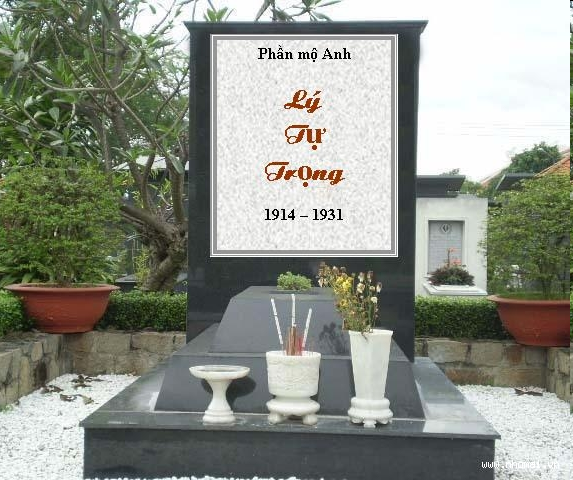 Phần mộ Anh
Lý
Tự
Trọng
1914 – 1931